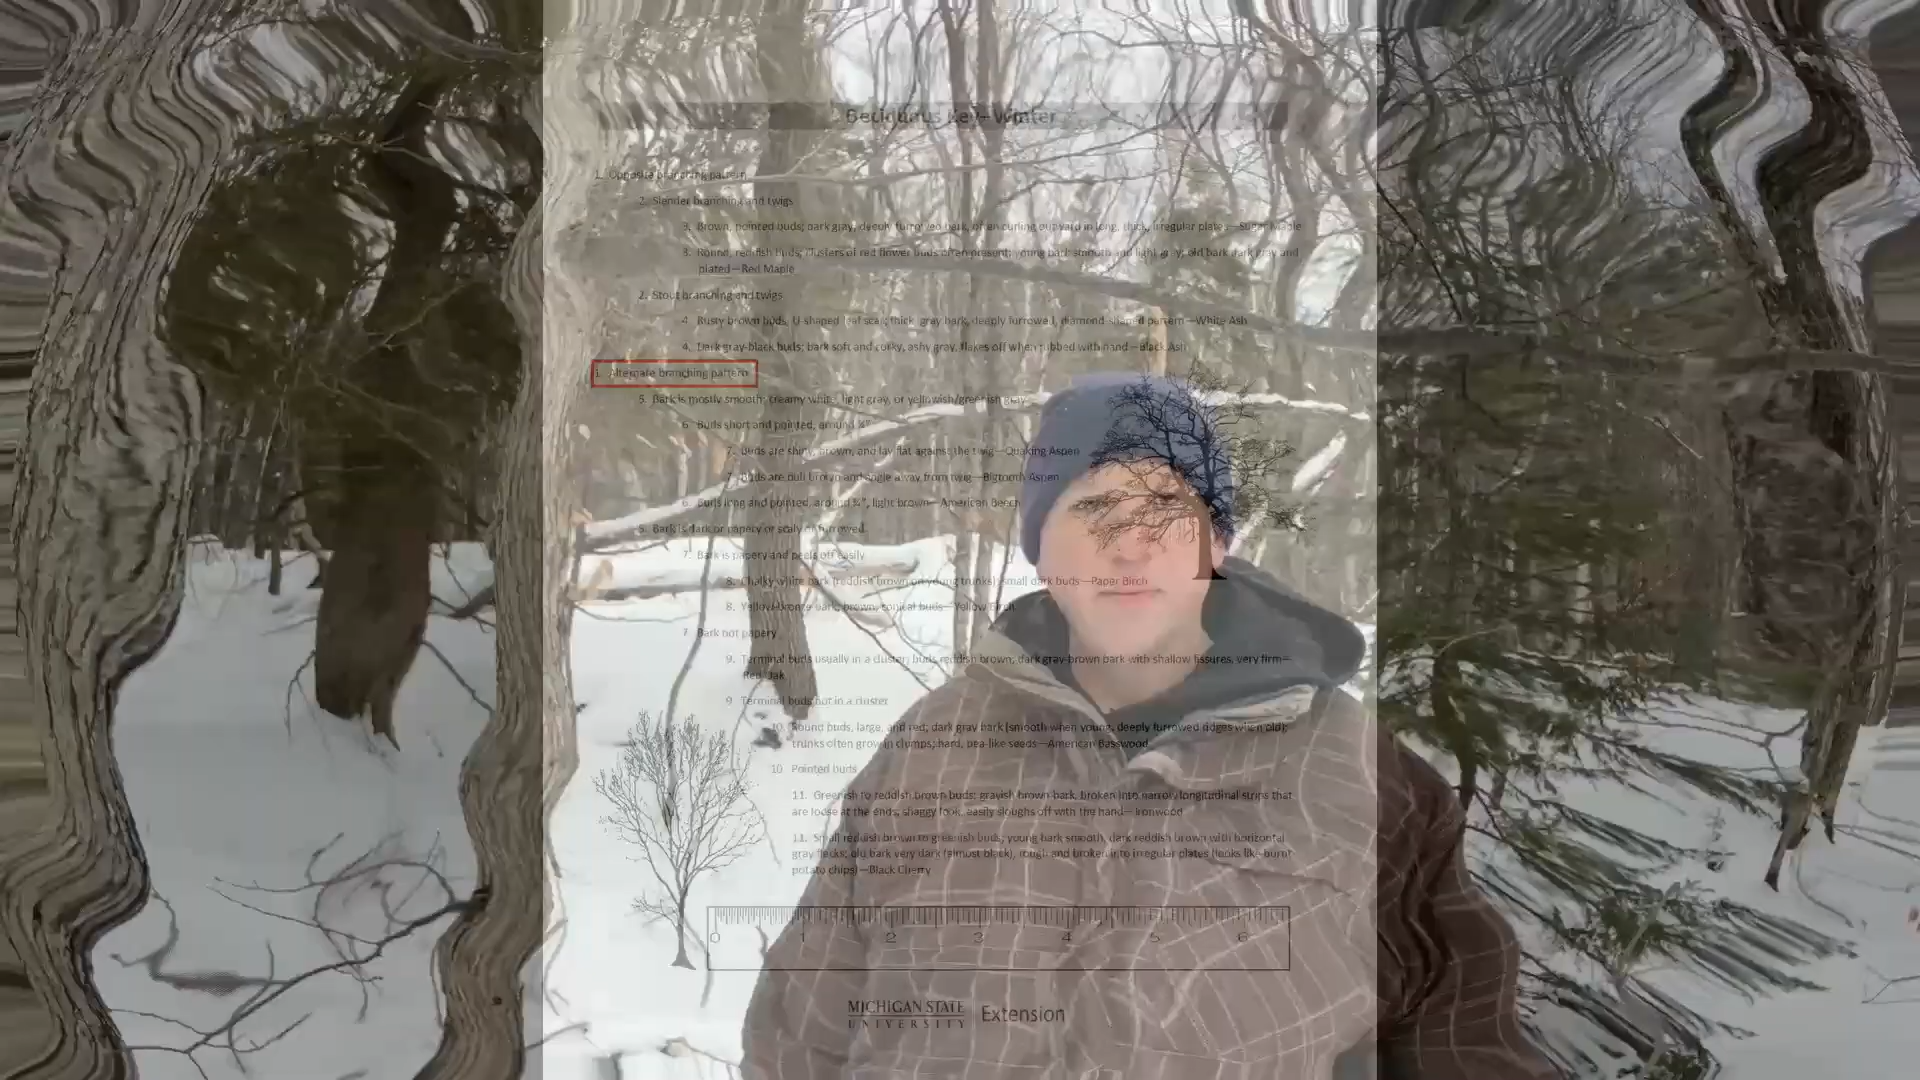 Deciduous Key–Winter
1. Opposite branching pattern
2. Slender branching and twigs
3. Brown, pointed buds; dark gray, deeply furrowed bark, often curling outward in long, thick, irregular plates—Sugar Maple
3. Round, reddish buds; clusters of red flower buds often present; young bark smooth and light gray; old bark dark gray and
plated—Red Maple
2. Stout branching and twigs
4. Rusty brown buds, U-shaped leaf scar; thick, gray bark, deeply furrowed, diamond-shaped pattern—White Ash
4. Dark gray-black buds; bark soft and corky, ashy gray, flakes off when rubbed with hand—Black Ash
1. Alternate branching pattern
5. Bark is mostly smooth; creamy white, light gray, or yellowish/greenish gray
6. Buds short and pointed, around ¼"
7. Buds are shiny, brown, and lay flat against the twig—Quaking Aspen
7. Buds are dull brown and angle away from twig—Bigtooth Aspen
6. Buds long and pointed, around ¾", light brown—American Beech
5. Bark is dark or papery or scaly or furrowed
7. Bark is papery and peels off easily
8. Chalky white bark (reddish brown on young trunks); small dark buds—Paper Birch
8. Yellow-bronze bark; brown, conical buds—Yellow Birch
7. Bark not papery
9. Terminal buds usually in a cluster; buds reddish brown; dark gray-brown bark with shallow fissures, very firm—
Red Oak
9. Terminal buds not in a cluster
10. Round buds, large, and red; dark gray bark (smooth when young, deeply furrowed ridges when old);
trunks often grow in clumps; hard, pea-like seeds—American Basswood
10. Pointed buds
11. Greenish to reddish brown buds; grayish brown bark, broken into narrow longitudinal strips that
are loose at the ends; shaggy look, easily sloughs off with the hand—Ironwood
11. Small reddish brown to greenish buds; young bark smooth, dark reddish brown with horizontal
gray flecks; old bark very dark (almost black), rough and broken into irregular plates (looks like burnt
potato chips)—Black Cherry
0 1 2 3 4 5 6
MICHIGAN STATE
UNIVERSITY
Extension